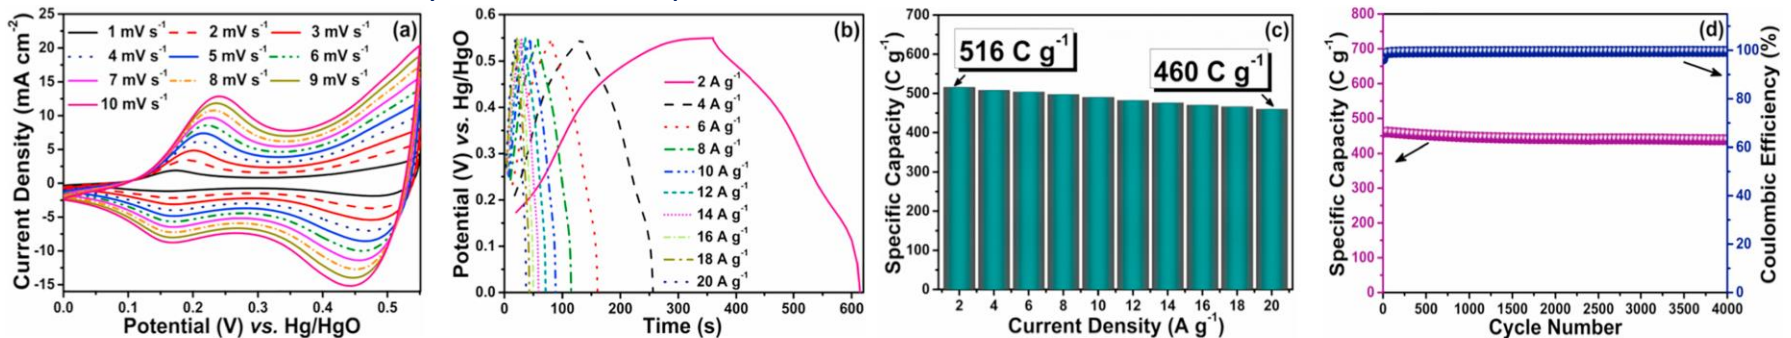 (a)
1 mV s⁻¹ 2 mV s⁻¹ 3 mV s⁻¹
4 mV s⁻¹ 5 mV s⁻¹ 6 mV s⁻¹
7 mV s⁻¹ 8 mV s⁻¹ 9 mV s⁻¹
10 mV s⁻¹
Current Density (mA cm⁻²)
25
20
15
10
5
0
-5
-10
-15
0.0 0.1 0.2 0.3 0.4 0.5
Potential (V) vs. Hg/HgO
(b)
Potential (V) vs. Hg/HgO
0.6
0.5
0.4
0.3
0.2
0.1
0.0
2 A g⁻¹
4 A g⁻¹
6 A g⁻¹
8 A g⁻¹
10 A g⁻¹
12 A g⁻¹
14 A g⁻¹
16 A g⁻¹
18 A g⁻¹
20 A g⁻¹
0 100 200 300 400 500 600
Time (s)
(c)
Specific Capacity (C g⁻¹)
700
600
500
400
300
200
100
0
516 C g⁻¹
460 C g⁻¹
2 4 6 8 10 12 14 16 18 20
Current Density (A g⁻¹)
(d)
Specific Capacity (C g⁻¹)
800
700
600
500
400
300
200
100
0
0 500 1000 1500 2000 2500 3000 3500 4000
Cycle Number
100
80
60
40
20
0
Coulombic Efficiency (%)